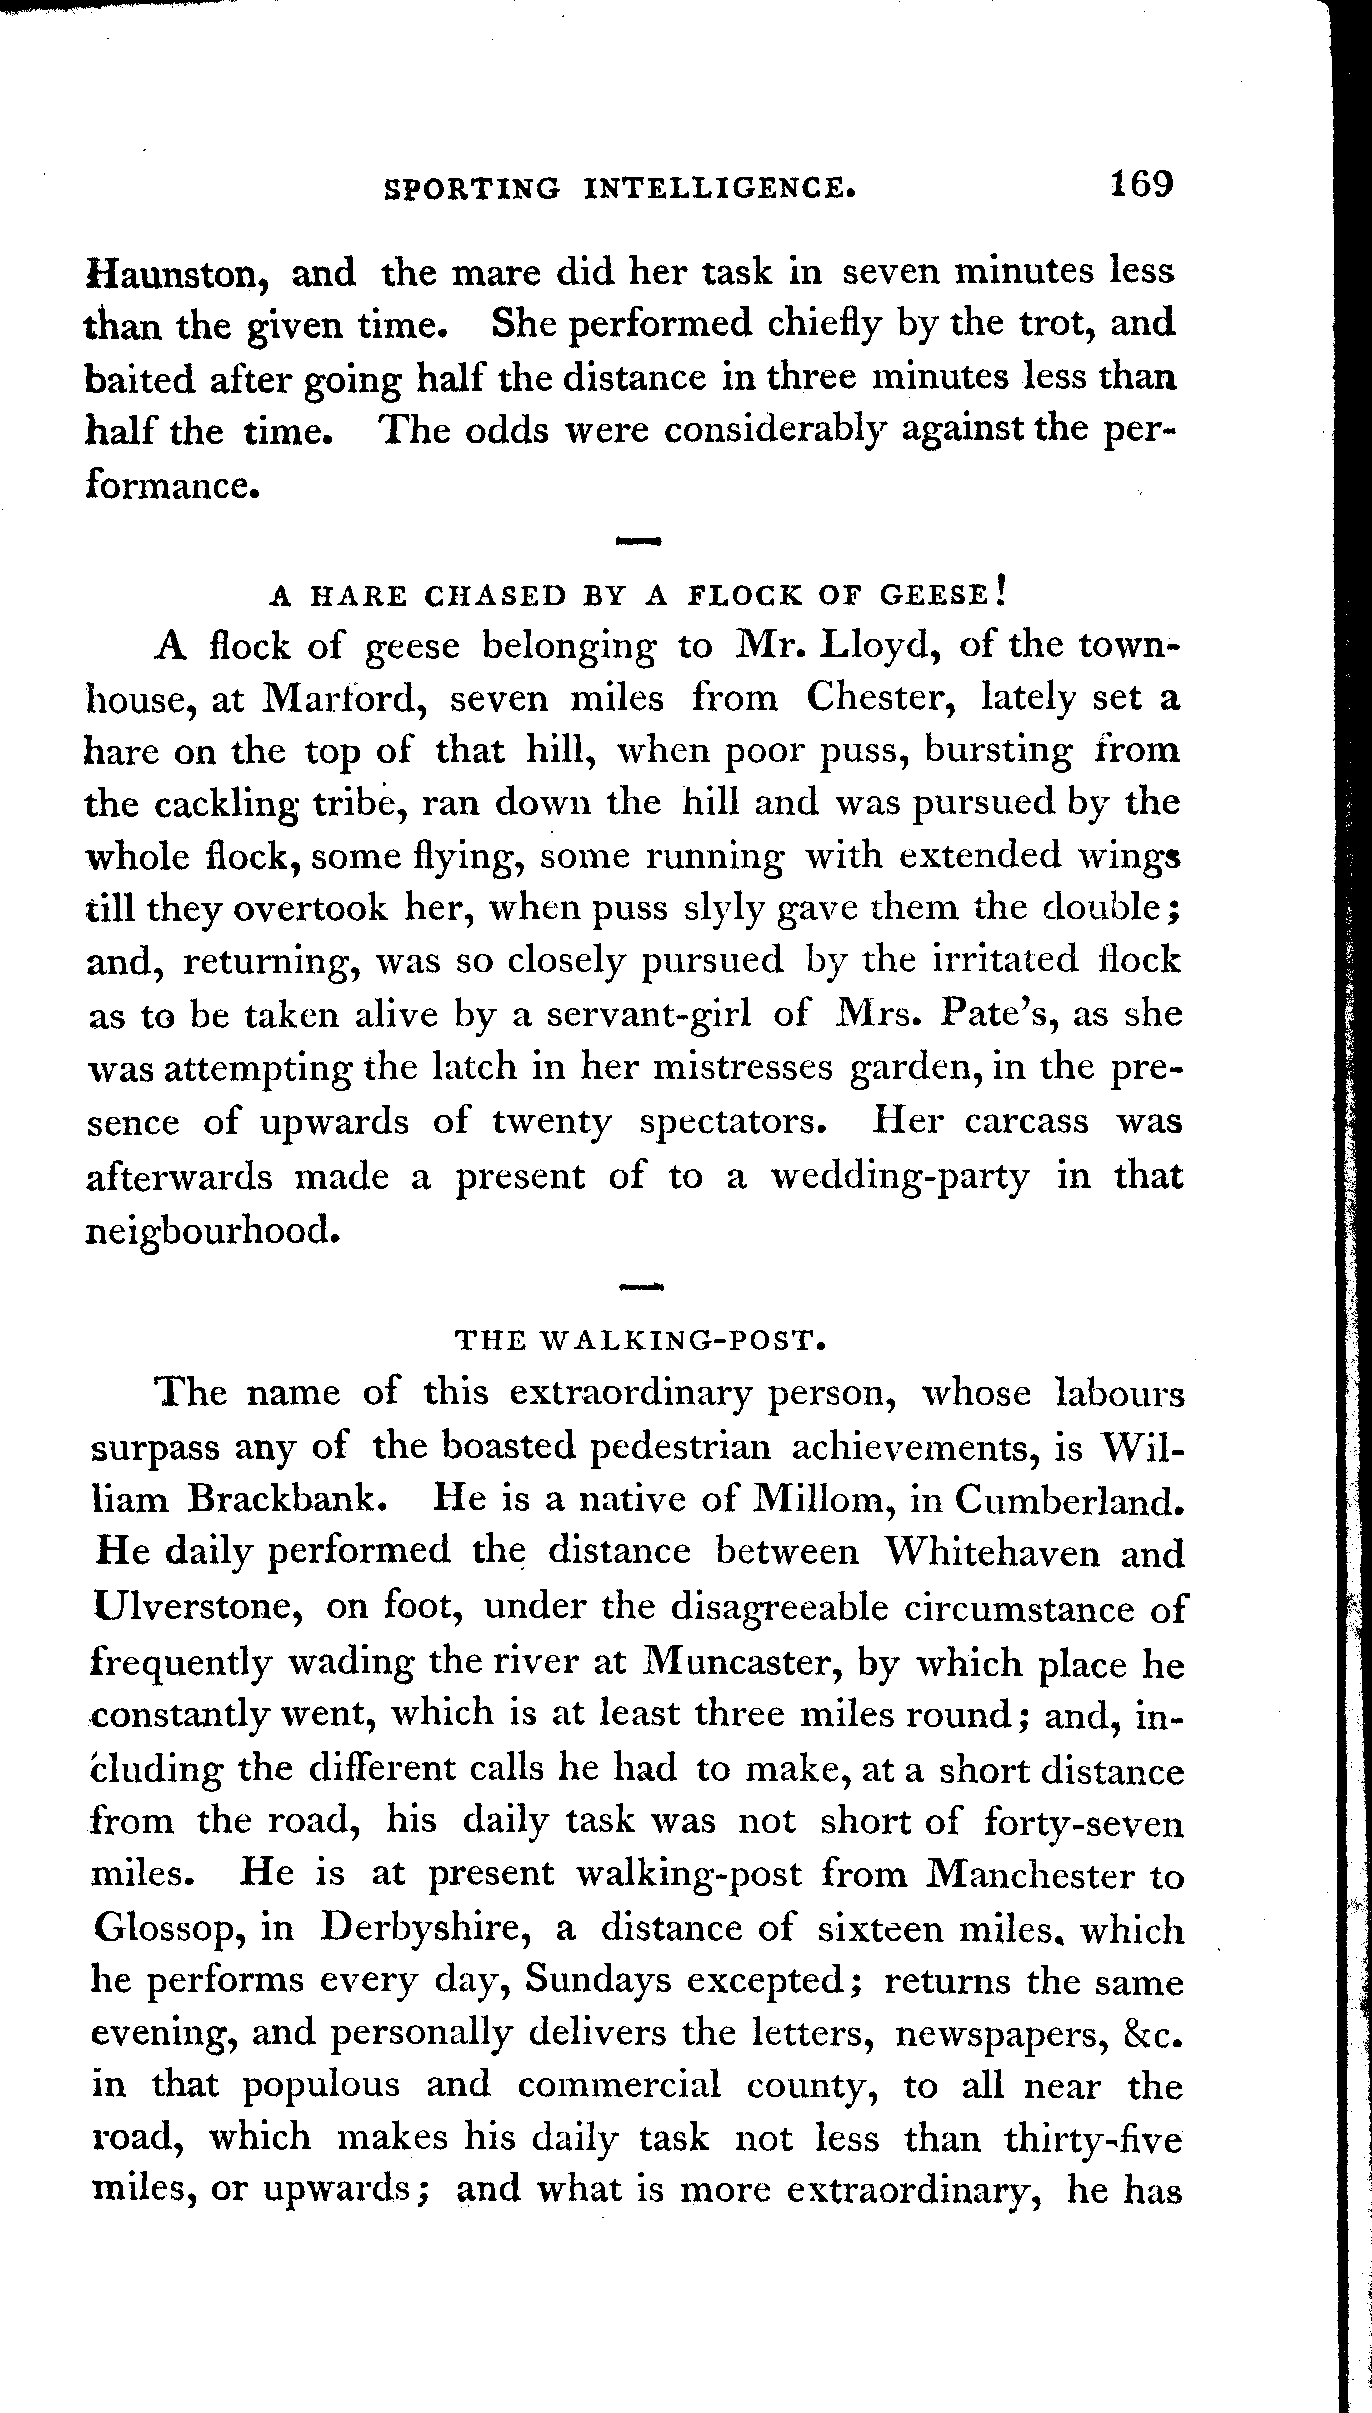 SPORTING INTELLIGENCE. 169
Haunston, and the mare did her task in seven minutes less
than the given time. She performed chiefly by the trot, and
baited after going half the distance in three minutes less than
half the time. The odds were considerably against the per-
formance.
A HARE CHASED BY A FLOCK OF GEESE!
A flock of geese belonging to Mr. Lloyd, of the town-
house, at Marford, seven miles from Chester, lately set a
hare on the top of that hill, when poor puss, bursting from
the cackling tribe, ran down the hill and was pursued by the
whole flock, some flying, some running with extended wings
till they overtook her, when puss slyly gave them the double;
and, returning, was so closely pursued by the irritated flock
as to be taken alive by a servant-girl of Mrs. Pate's, as she
was attempting the latch in her mistresses garden, in the pre-
sence of upwards of twenty spectators. Her carcass was
afterwards made a present of to a wedding-party in that
neigbourhood.
THE WALKING-POST.
The name of this extraordinary person, whose labours
surpass any of the boasted pedestrian achievements, is Wil-
liam Brackbank. He is a native of Millom, in Cumberland.
He daily performed the distance between Whitehaven and
Ulverstone, on foot, under the disagreeable circumstance of
frequently wading the river at Muncaster, by which place he
constantly went, which is at least three miles round; and, in-
cluding the different calls he had to make, at a short distance
from the road, his daily task was not short of forty-seven
miles. He is at present walking-post from Manchester to
Glossop, in Derbyshire, a distance of sixteen miles, which
he performs every day, Sundays excepted; returns the same
evening, and personally delivers the letters, newspapers, &c.
in that populous and commercial county, to all near the
road, which makes his daily task not less than thirty-five
miles, or upwards; and what is more extraordinary, he has